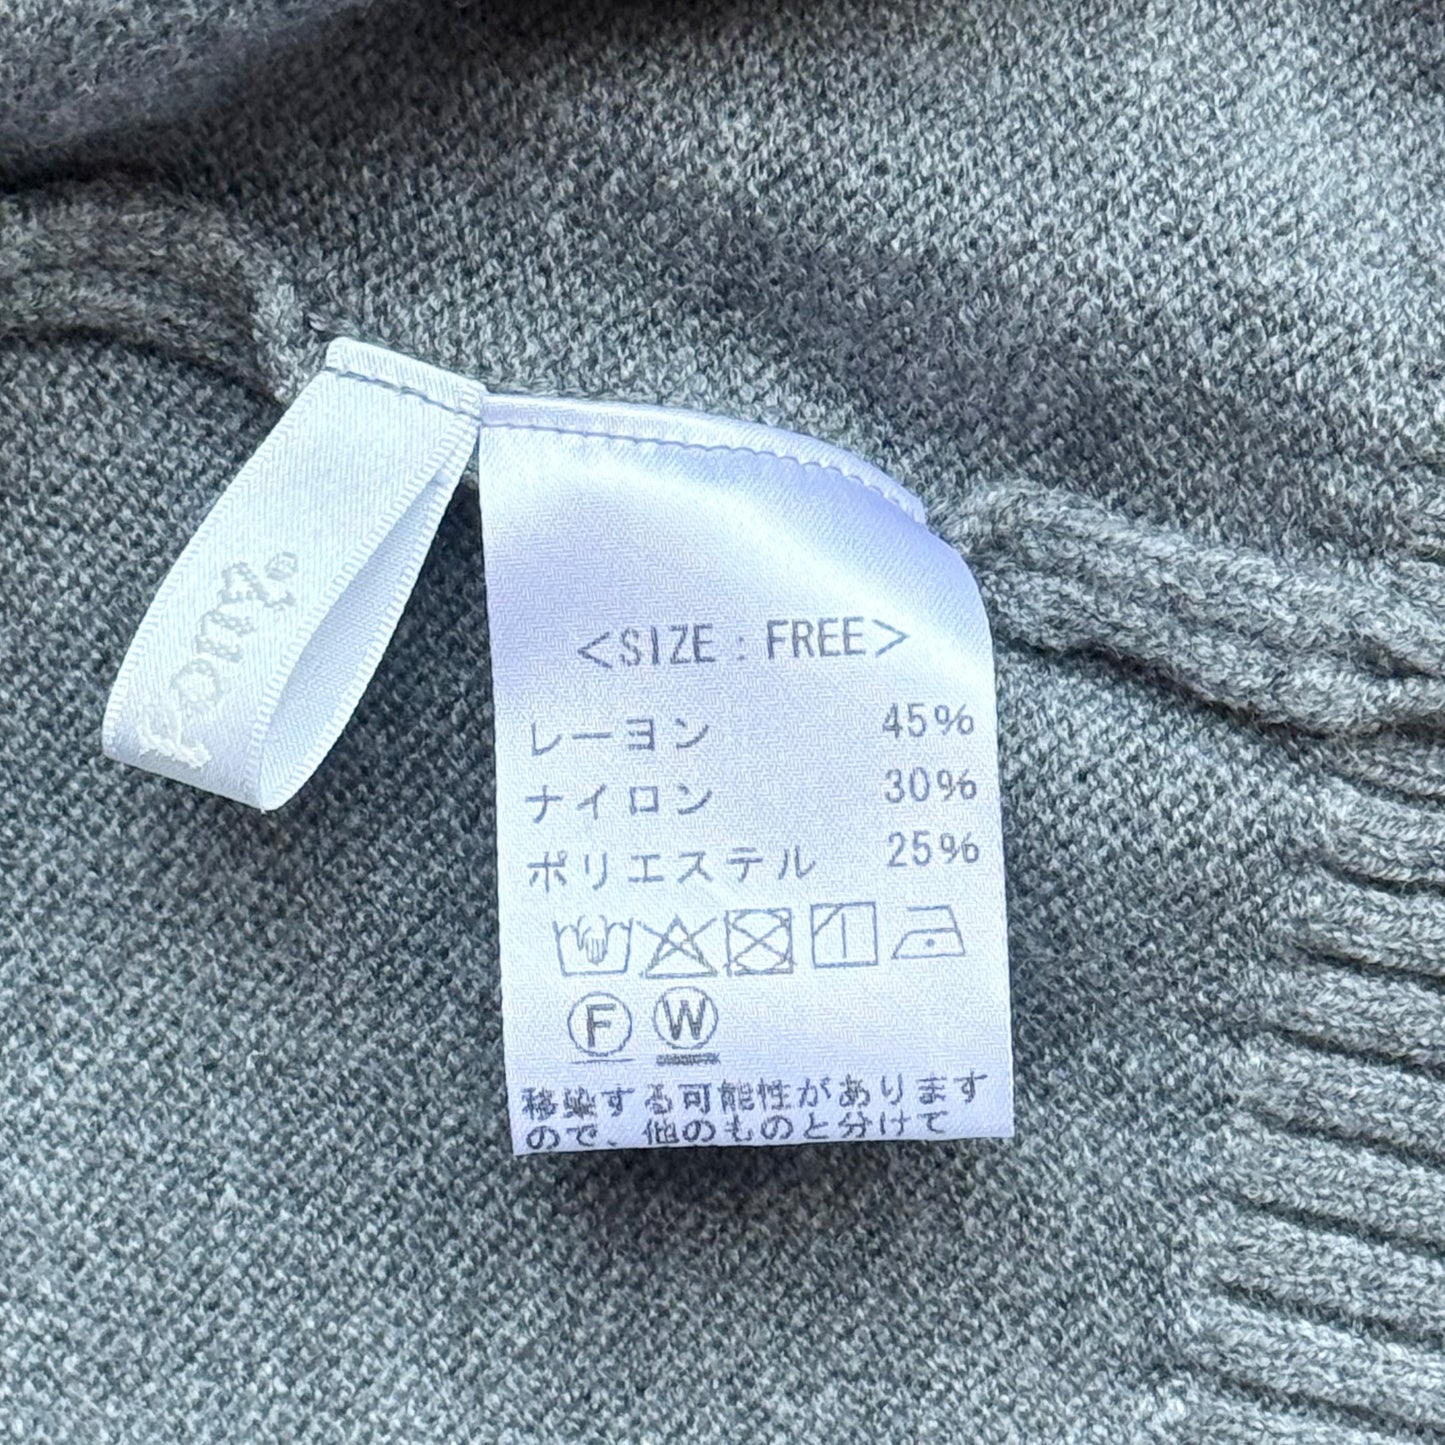 Rony.
<SIZE : FREE>
レーヨン 45%
ナイロン 30%
ポリエステル 25%
F W
移染する可能性があります
ので、他のものと分けて